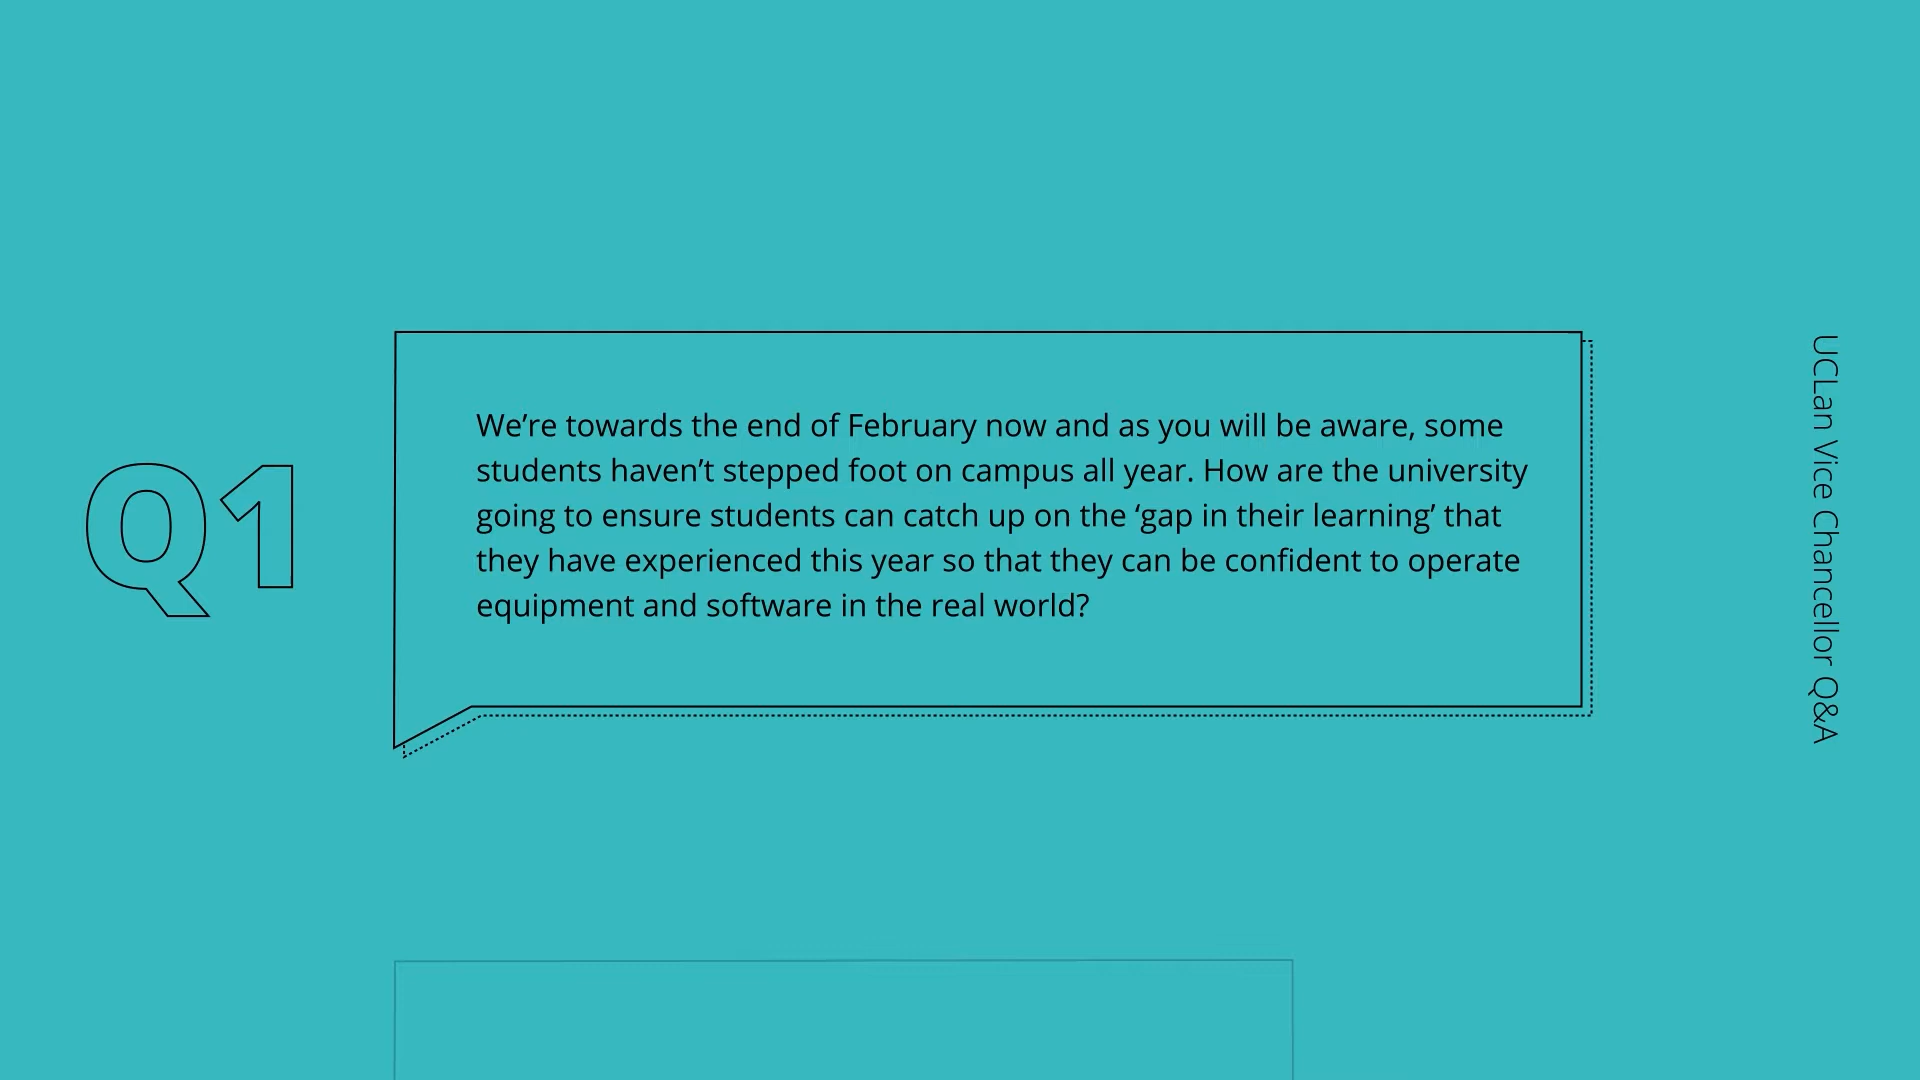 Q1
We’re towards the end of February now and as you will be aware, some
students haven’t stepped foot on campus all year. How are the university
going to ensure students can catch up on the ‘gap in their learning’ that
they have experienced this year so that they can be confident to operate
equipment and software in the real world?
UCLan Vice Chancellor Q&A